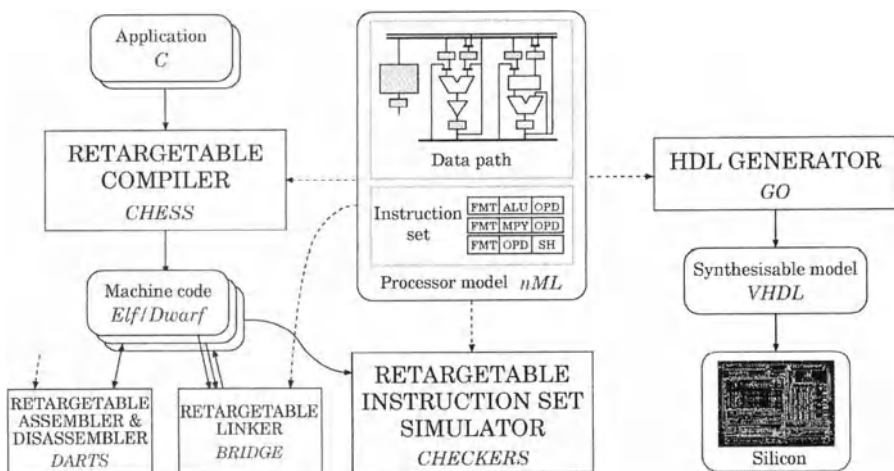 Application
C
RETARGETABLE
COMPILER
CHESS
Machine code
Elf/Dwarf
RETARGETABLE
ASSEMBLER &
DISASSEMBLER
DARTS
RETARGETABLE
LINKER
BRIDGE
Data path
Instruction
set
FMT ALU OPD
FMT MPY OPD
FMT OPD SH
Processor model nML
RETARGETABLE
INSTRUCTION SET
SIMULATOR
CHECKERS
HDL GENERATOR
GO
Synthesisable model
VHDL
Silicon